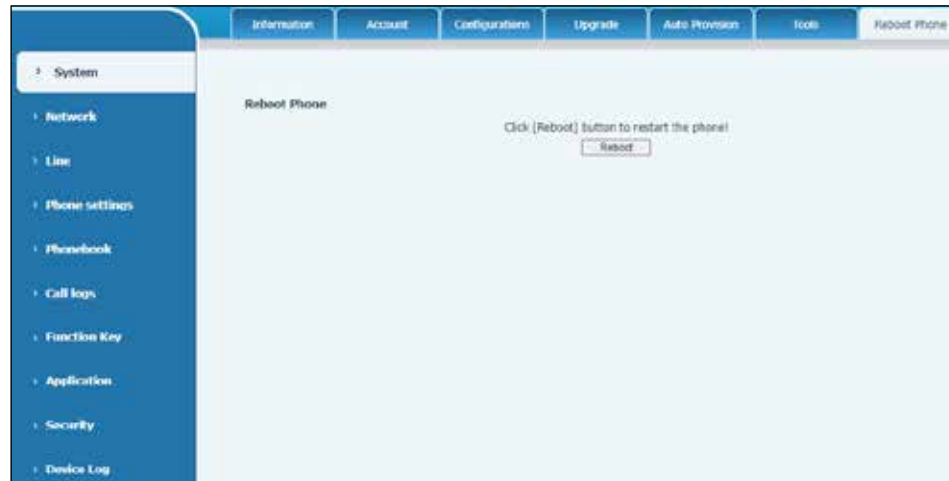 Information Account Configurations Upgrade Auto Provision Tools Reboot Phone
System
Network
Line
Phone settings
Phonebook
Call logs
Function Key
Application
Security
Device Log
Reboot Phone
Click [Reboot] button to restart the phone!
Reboot